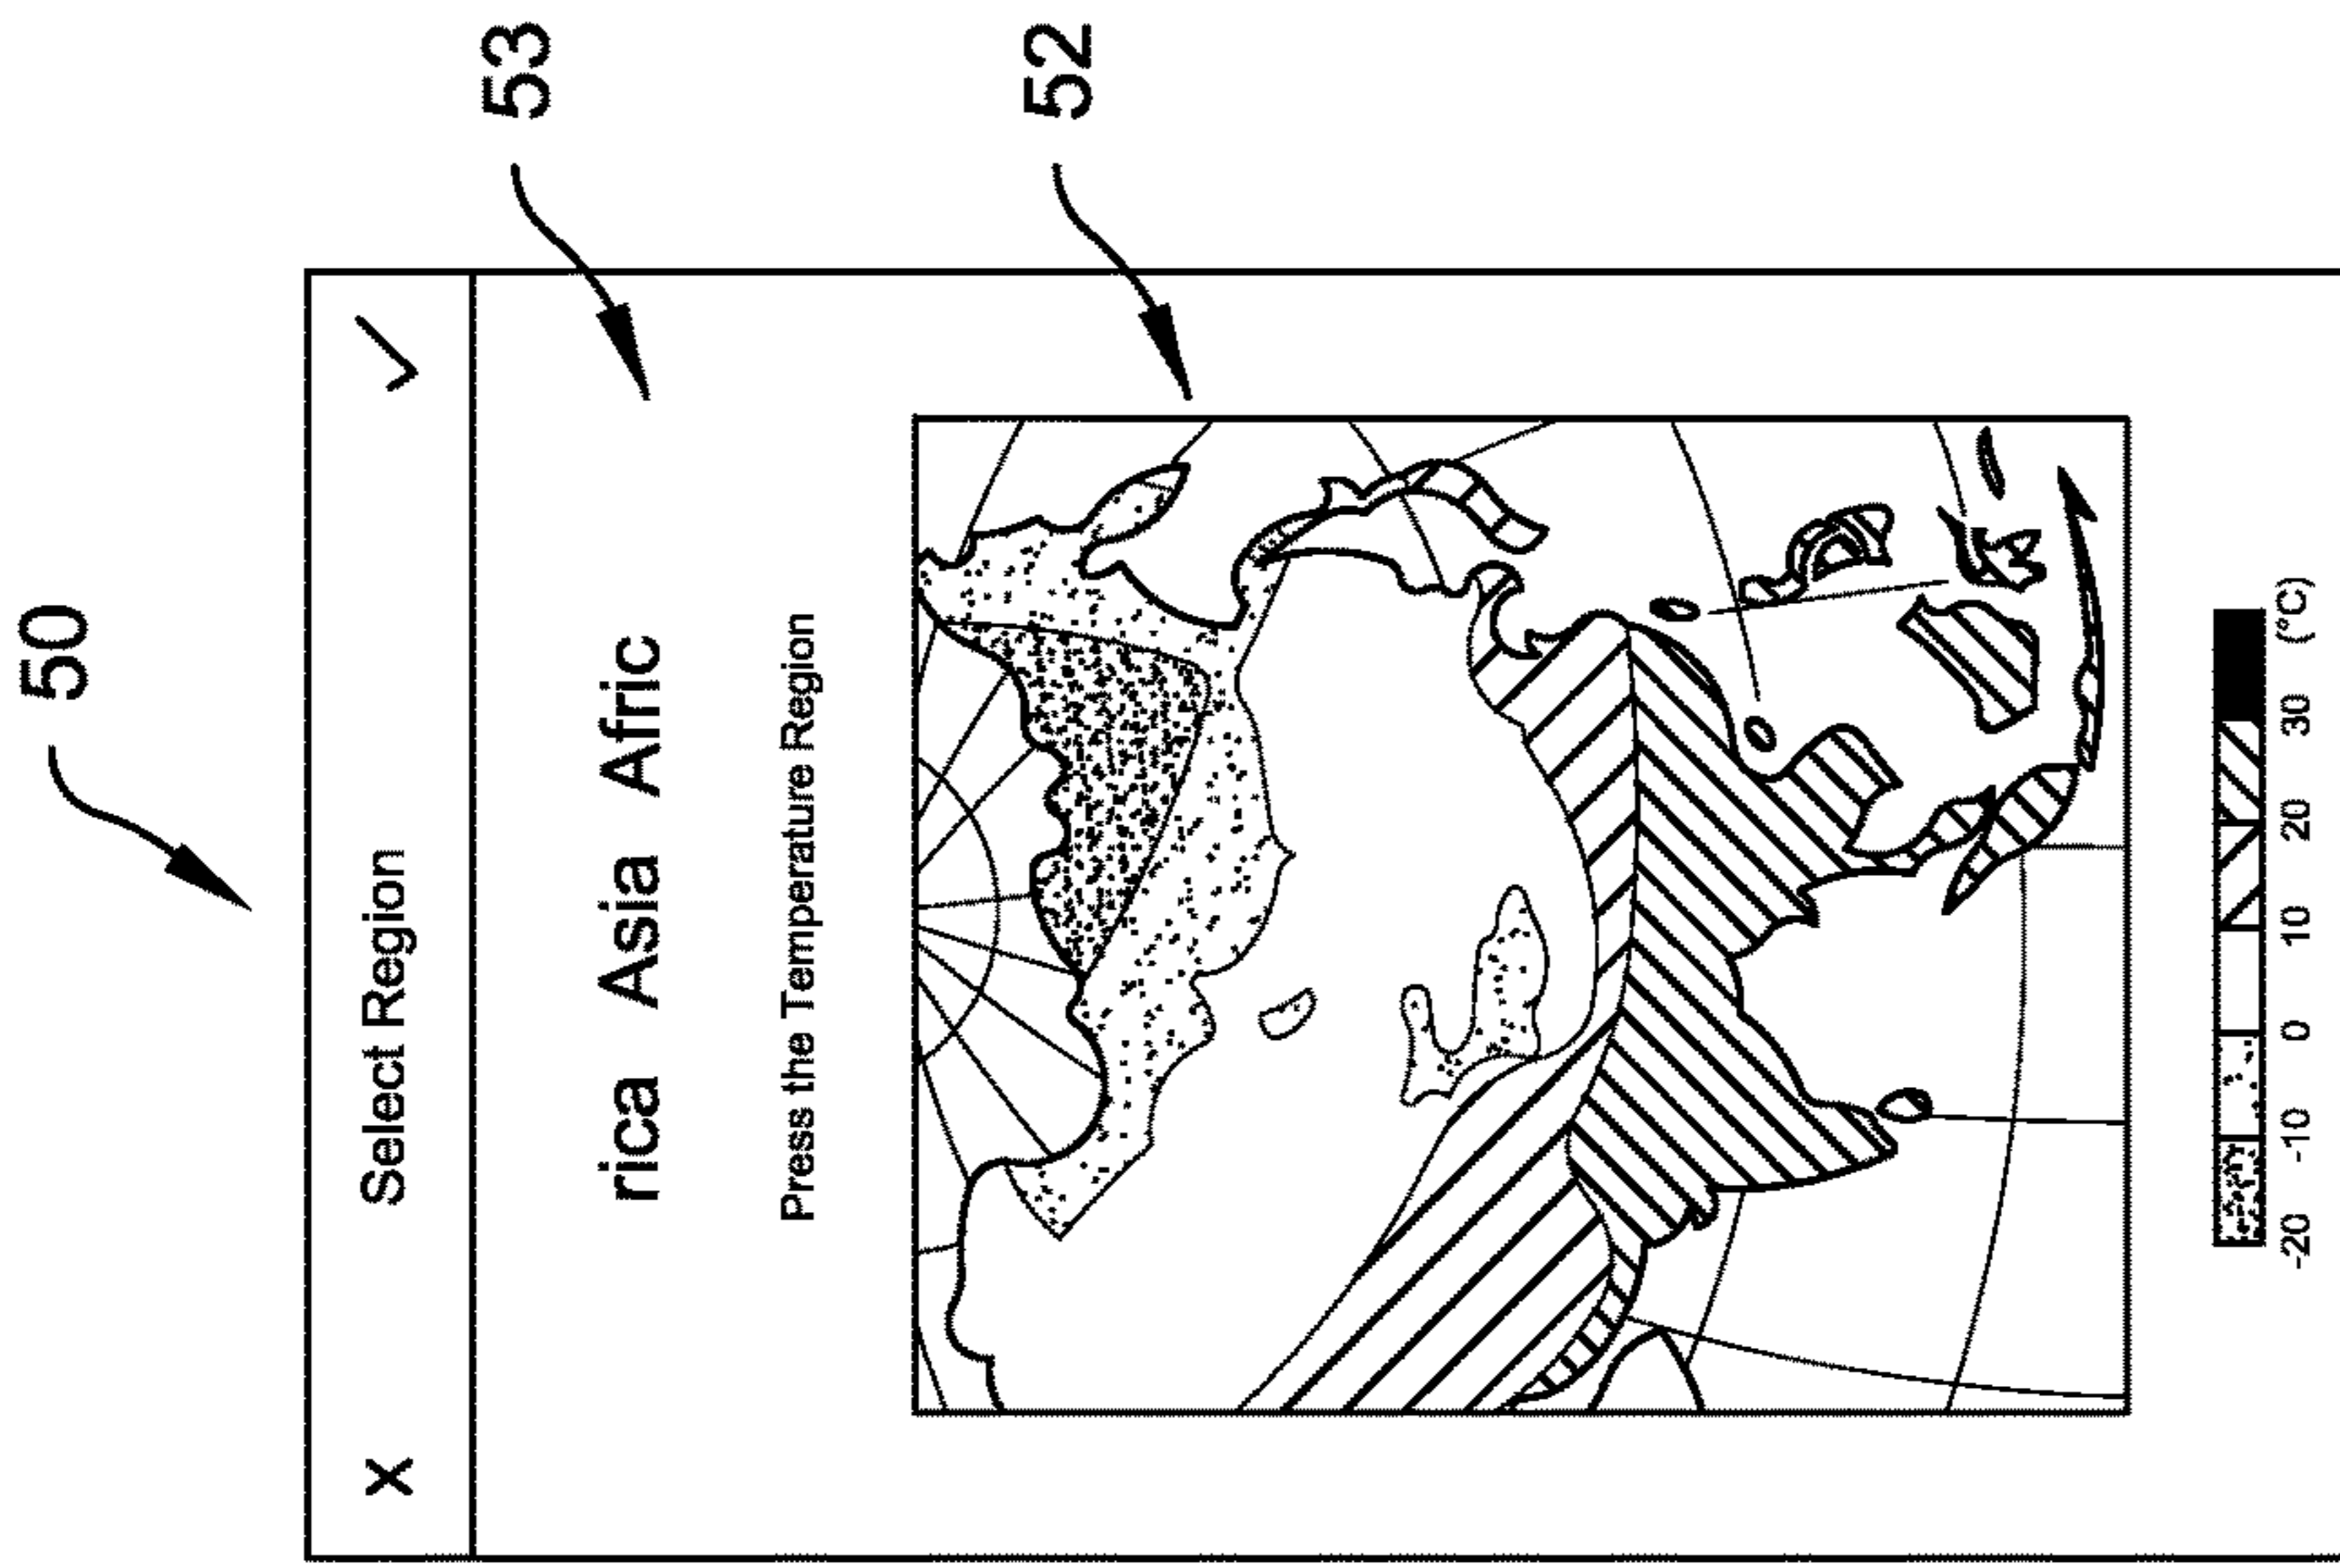 50
X Select Region ✓
53
rica Asia Afric
Press the Temperature Region
52
-20 -10 0 10 20 30 (°C)